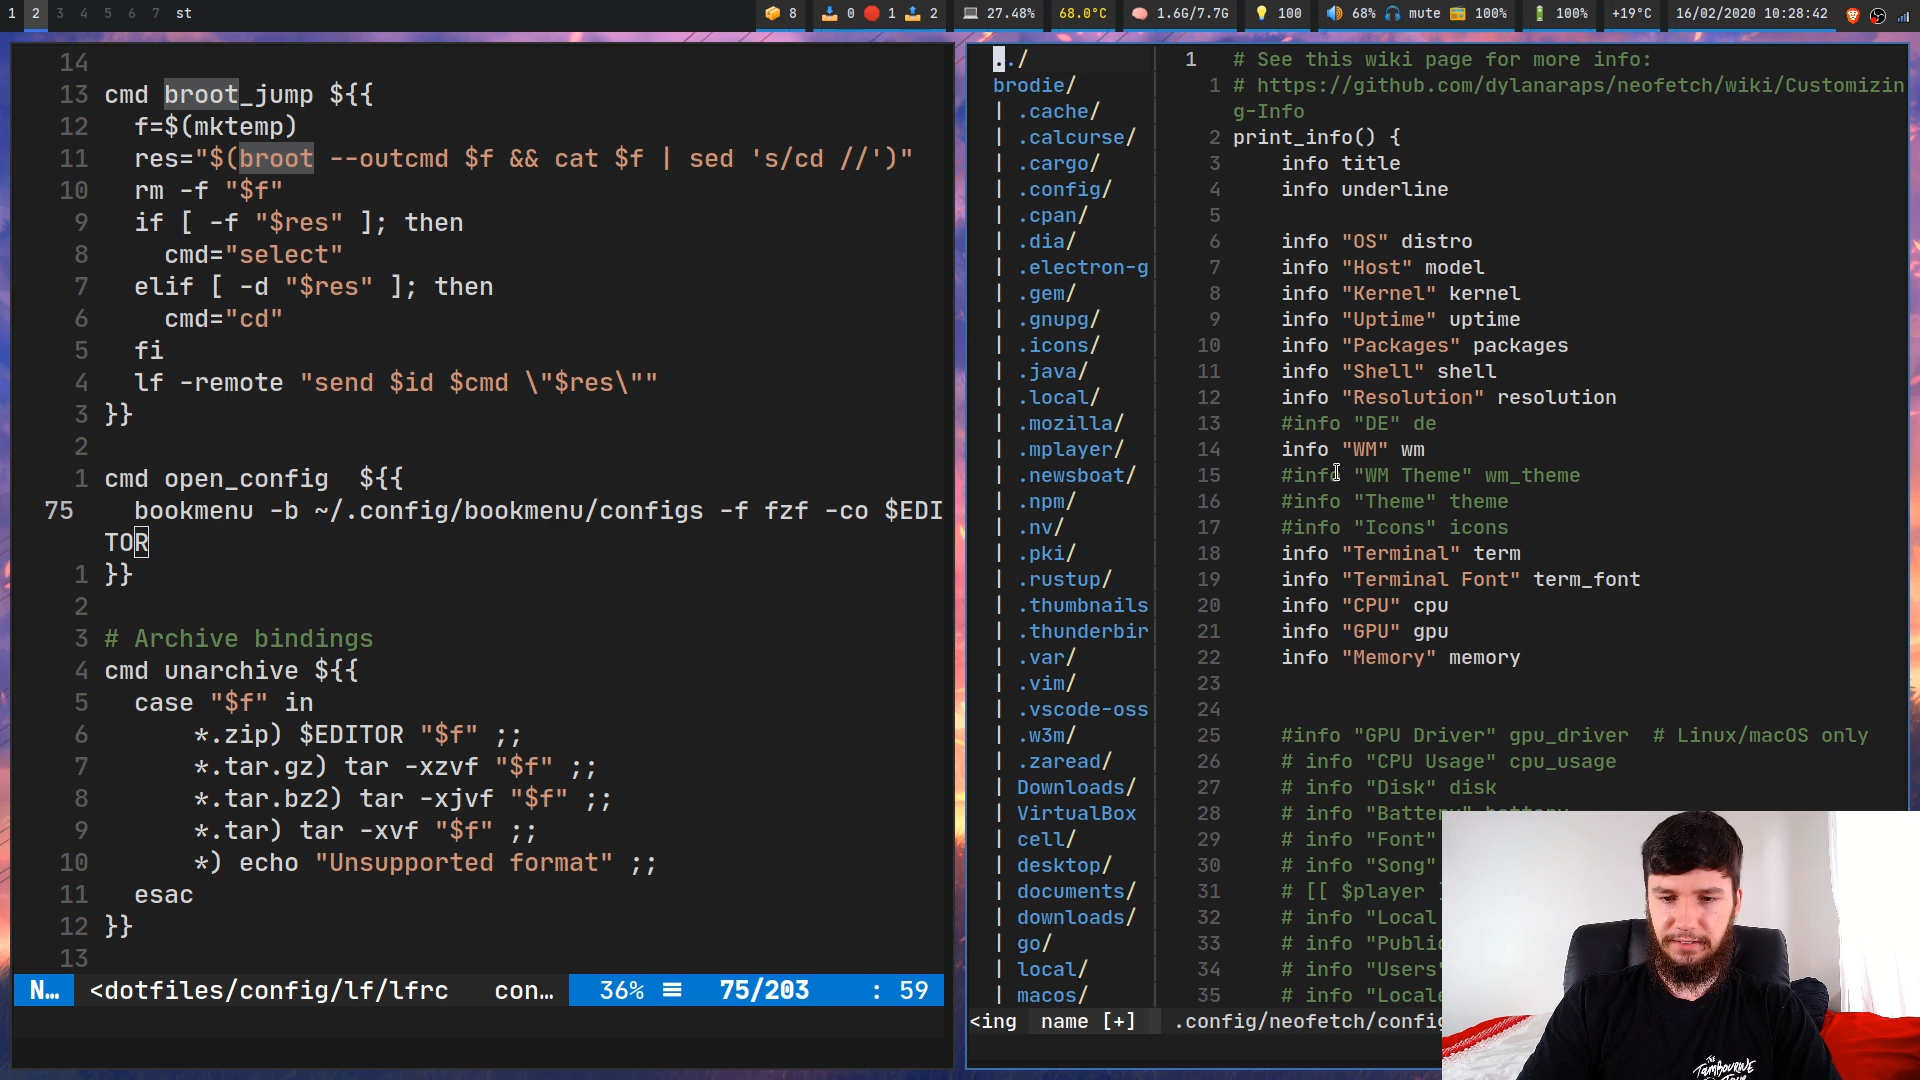 1 2 3 4 5 6 7 st
8 0 1 2 27.48% 68.0°C 1.6G/7.7G 100 68% mute 100% 100% +19°C 16/02/2020 10:28:42
14
13 cmd broot_jump ${{
12 f=$(mktemp)
11 res="$(broot --outcmd $f && cat $f | sed 's/cd //')"
10 rm -f "$f"
9 if [ -f "$res" ]; then
8 cmd="select"
7 elif [ -d "$res" ]; then
6 cmd="cd"
5 fi
4 lf -remote "send $id $cmd \"$res\""
3 }}
2
1 cmd open_config  ${{
75 bookmenu -b ~/.config/bookmenu/configs -f fzf -co $EDI
TOR
1 }}
2
3 # Archive bindings
4 cmd unarchive ${{
5 case "$f" in
6 *.zip) $EDITOR "$f" ;;
7 *.tar.gz) tar -xzvf "$f" ;;
8 *.tar.bz2) tar -xjvf "$f" ;;
9 *.tar) tar -xvf "$f" ;;
10 *) echo "Unsupported format" ;;
11 esac
12 }}
13
N… <dotfiles/config/lf/lfrc con… 36% ☰ 75/203 : 59
../
brodie/
| .cache/
| .calcurse/
| .cargo/
| .config/
| .cpan/
| .dia/
| .electron-g
| .gem/
| .gnupg/
| .icons/
| .java/
| .local/
| .mozilla/
| .mplayer/
| .newsboat/
| .npm/
| .nv/
| .pki/
| .rustup/
| .thumbnails
| .thunderbir
| .var/
| .vim/
| .vscode-oss
| .w3m/
| .zaread/
| Downloads/
| VirtualBox
| cell/
| desktop/
| documents/
| downloads/
| go/
| local/
| macos/
1 # See this wiki page for more info:
1 # https://github.com/dylanaraps/neofetch/wiki/Customizin
g-Info
2 print_info() {
3 info title
4 info underline
5
6 info "OS" distro
7 info "Host" model
8 info "Kernel" kernel
9 info "Uptime" uptime
10 info "Packages" packages
11 info "Shell" shell
12 info "Resolution" resolution
13 #info "DE" de
14 info "WM" wm
15 #info "WM Theme" wm_theme
16 #info "Theme" theme
17 #info "Icons" icons
18 info "Terminal" term
19 info "Terminal Font" term_font
20 info "CPU" cpu
21 info "GPU" gpu
22 info "Memory" memory
23
24
25 #info "GPU Driver" gpu_driver  # Linux/macOS only
26 # info "CPU Usage" cpu_usage
27 # info "Disk" disk
28 # info "Battery" battery
29 # info "Font"
30 # info "Song"
31 # [[ $player ]
32 # info "Local
33 # info "Public
34 # info "Users"
35 # info "Locale
<ing name [+] .config/neofetch/config
THE
TAMBOURINE